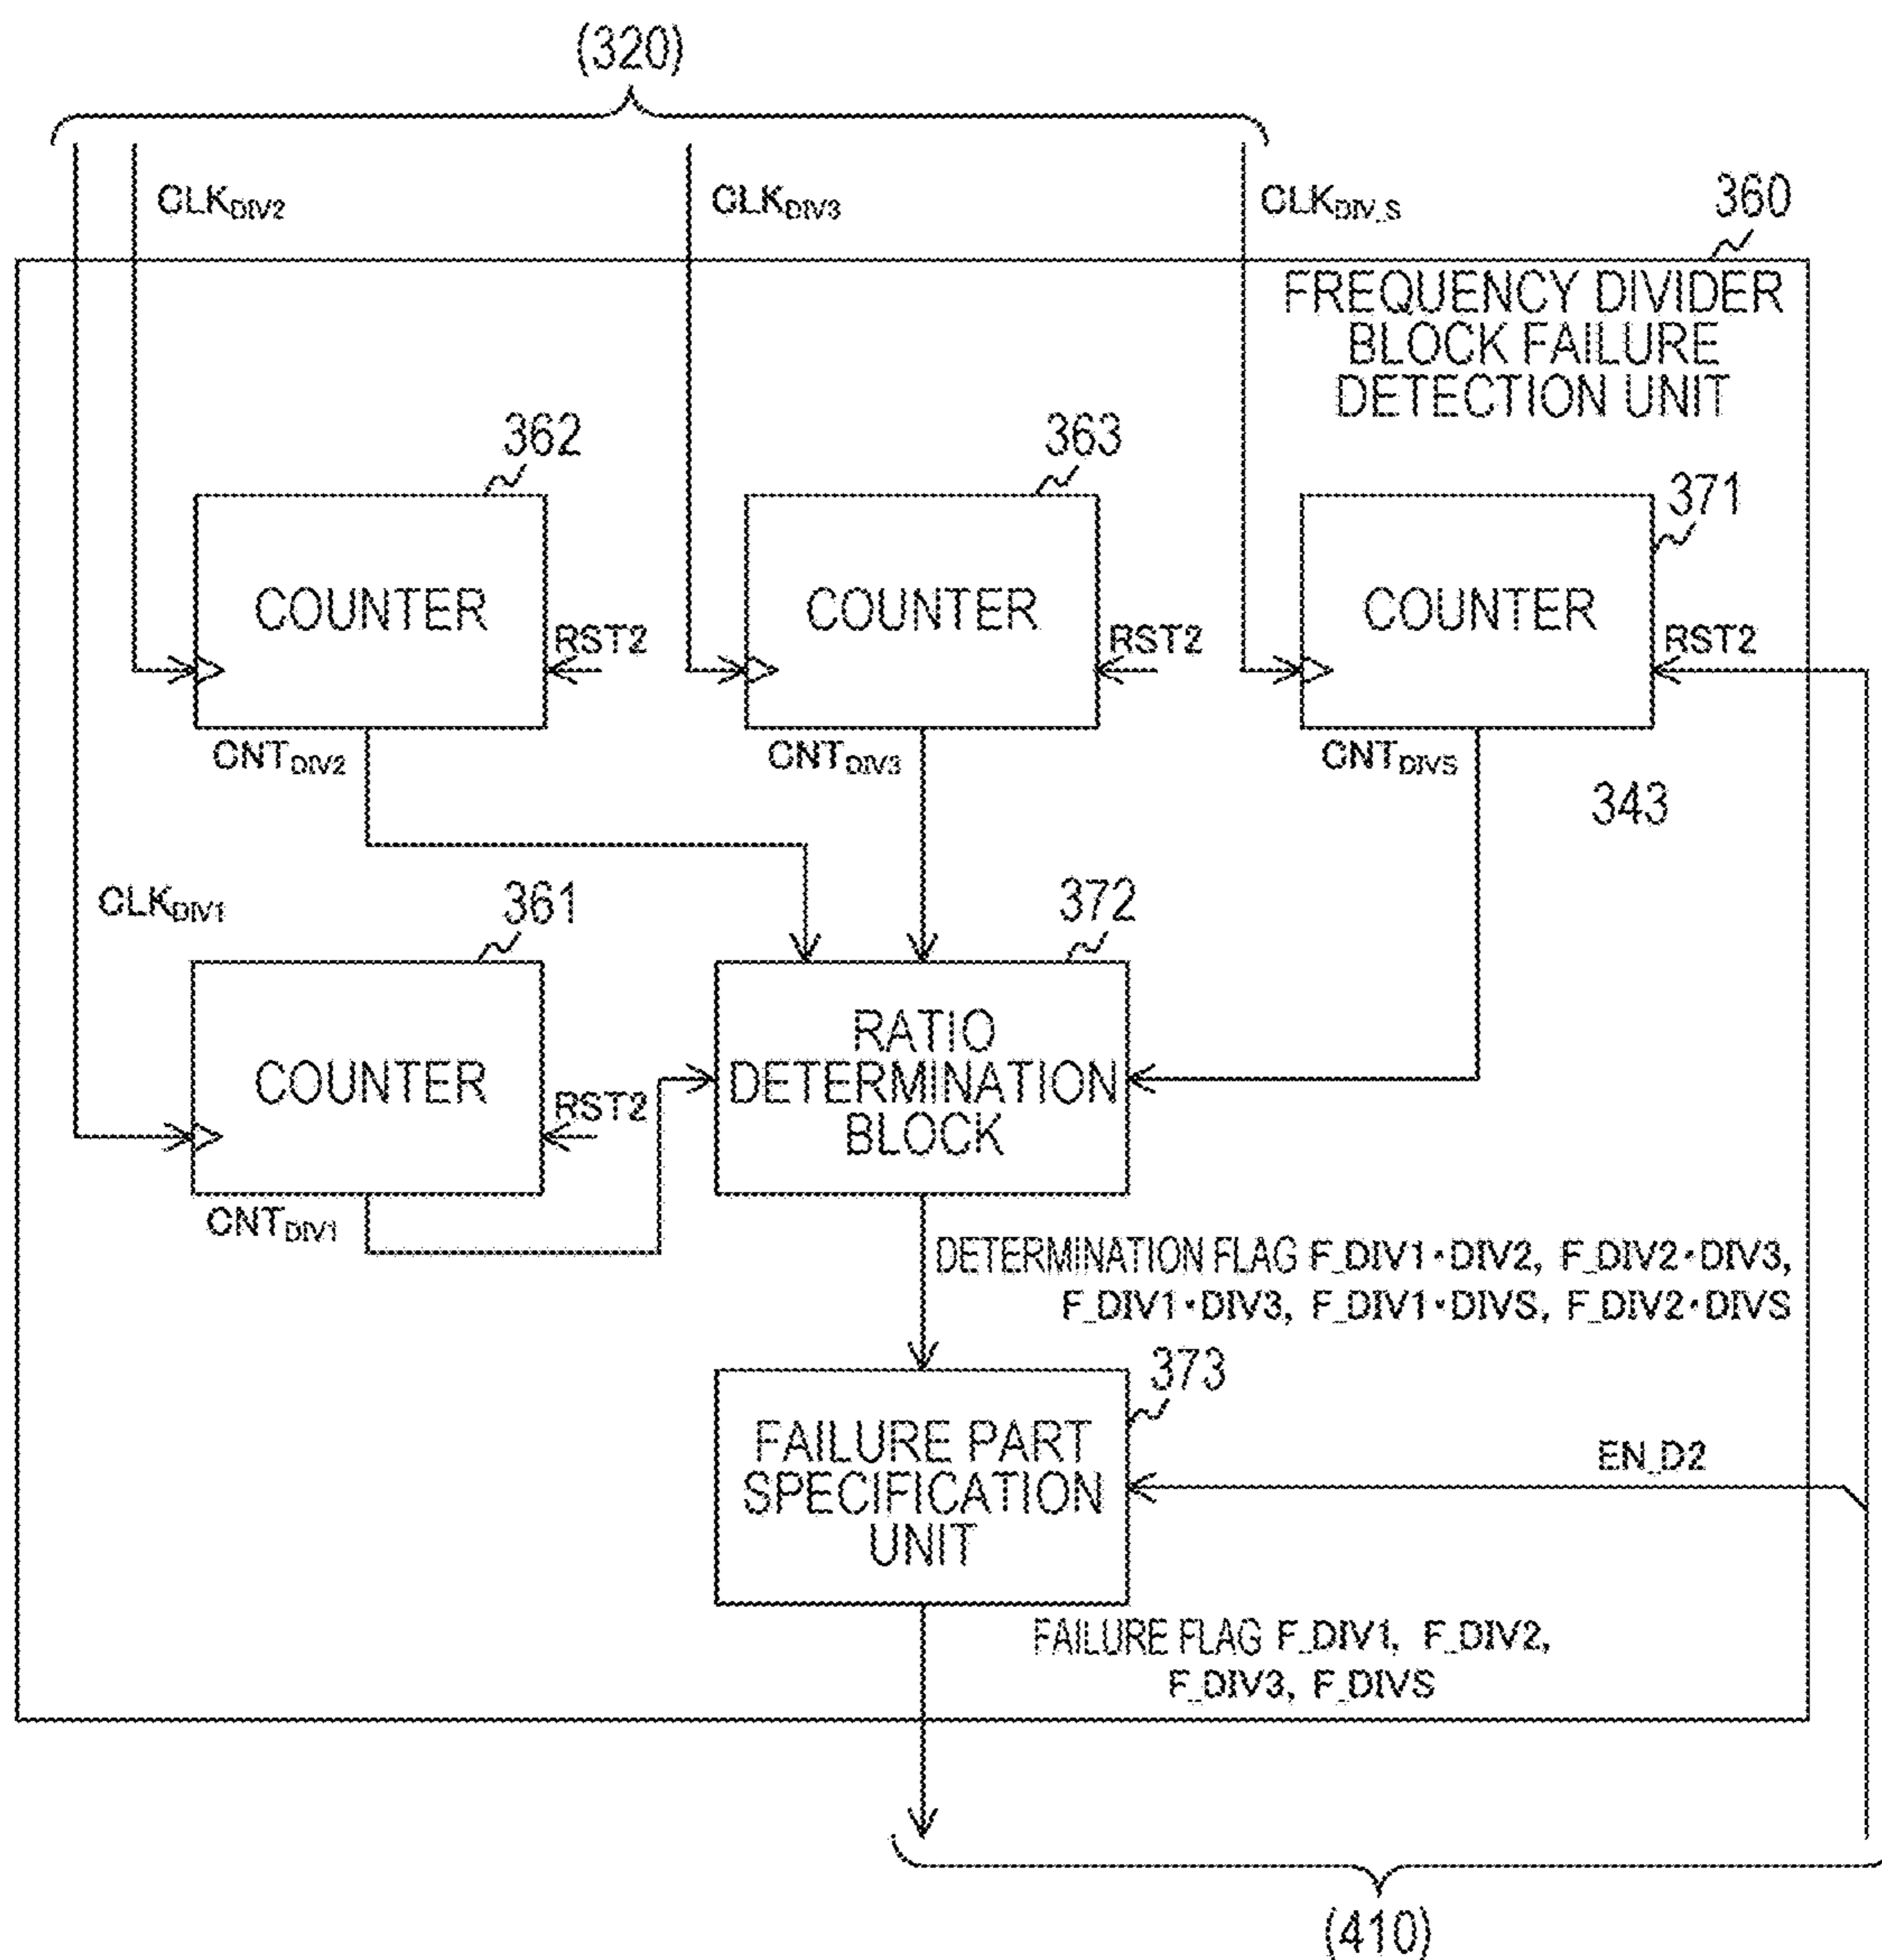 (320)
CLKDIV2
CLKDIV3
CLKDIV_S
360
FREQUENCY DIVIDER
BLOCK FAILURE
DETECTION UNIT
362
363
371
COUNTER
RST2
COUNTER
RST2
COUNTER
RST2
CNTDIV2
CNTDIV3
CNTDIVS
343
CLKDIV1
361
372
COUNTER
RST2
RATIO
DETERMINATION
BLOCK
CNTDIV1
DETERMINATION FLAG F_DIV1・DIV2, F_DIV2・DIV3,
F_DIV1・DIV3, F_DIV1・DIVS, F_DIV2・DIVS
373
FAILURE PART
SPECIFICATION
UNIT
EN_D2
FAILURE FLAG F_DIV1, F_DIV2,
F_DIV3, F_DIVS
(410)